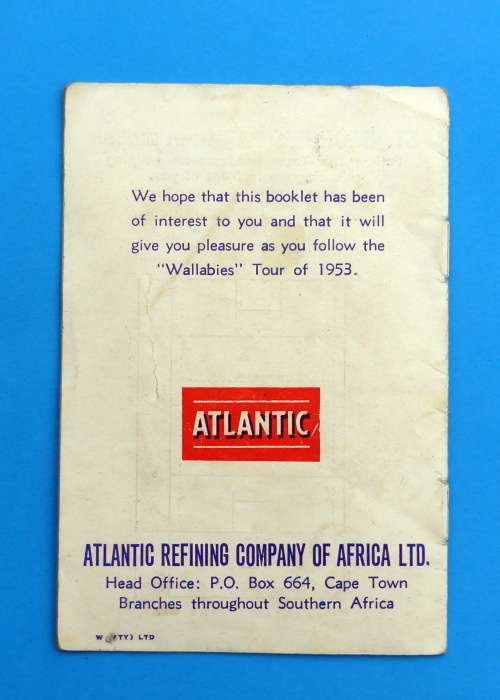 We hope that this booklet has been
of interest to you and that it will
give you pleasure as you follow the
"Wallabies" Tour of 1953.
ATLANTIC
ATLANTIC REFINING COMPANY OF AFRICA LTD.
Head Office: P.O. Box 664, Cape Town
Branches throughout Southern Africa
LTD